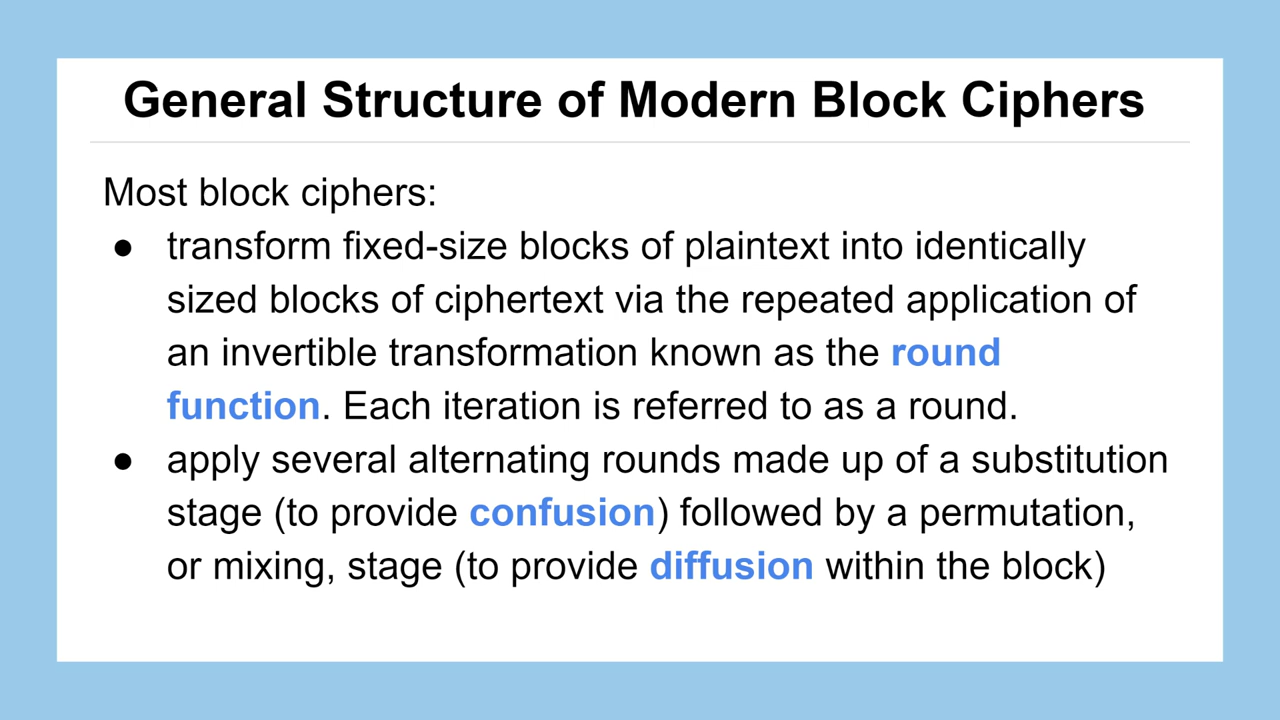 General Structure of Modern Block Ciphers
Most block ciphers:
● transform fixed-size blocks of plaintext into identically
sized blocks of ciphertext via the repeated application of
an invertible transformation known as the round
function. Each iteration is referred to as a round.
● apply several alternating rounds made up of a substitution
stage (to provide confusion) followed by a permutation,
or mixing, stage (to provide diffusion within the block)